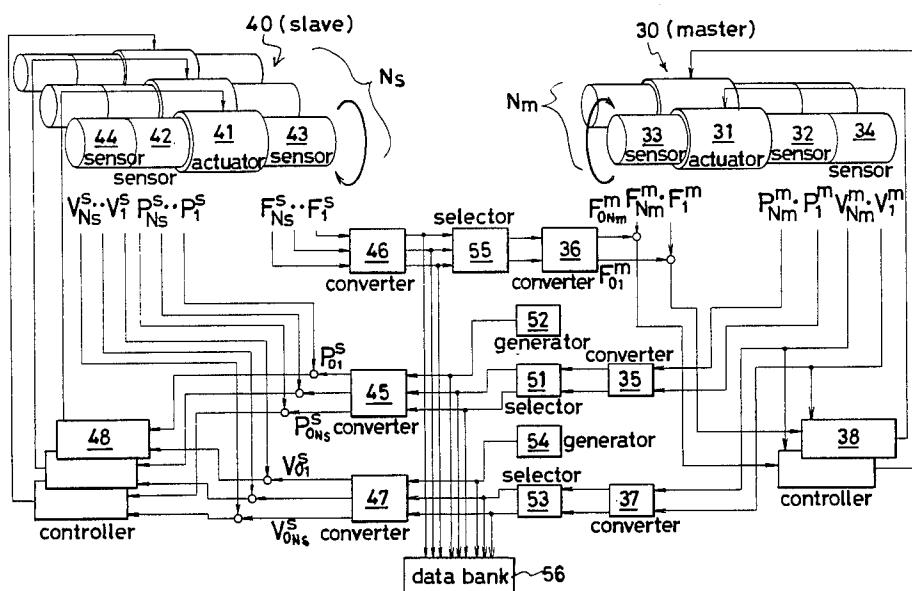 40 (slave)
30 (master)
Ns
Nm
44 sensor
42 sensor
41 actuator
43 sensor
33 sensor
31 actuator
32 sensor
34 sensor
V^s_Ns‥V^s_1 P^s_Ns‥P^s_1
F^s_Ns‥F^s_1
F^m_0Nm F^m_Nm·F^m_1
P^m_Nm·P^m_1 V^m_Nm·V^m_1
selector
46
55
36
converter
converter
F^m_01
52
generator
converter
P^s_01
45
51
35
selector
P^s_0Ns
converter
54 generator
48
38
V^s_01
selector
47
53
37
controller
V^s_0Ns
converter
converter
controller
data bank
56